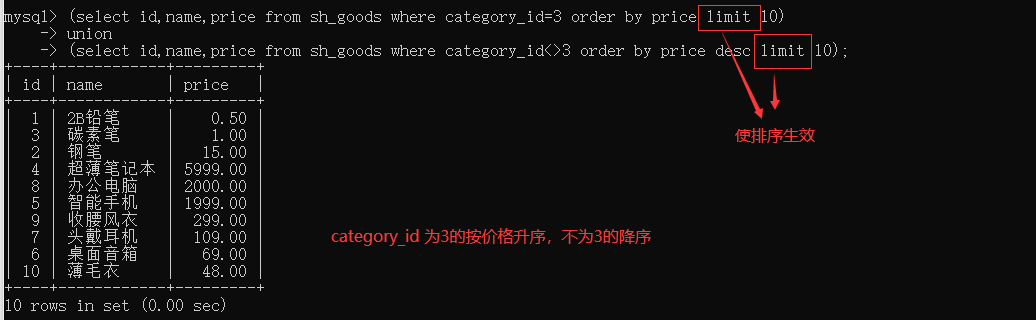 mysql> (select id,name,price from sh_goods where category_id=3 order by price limit 10)
-> union
-> (select id,name,price from sh_goods where category_id<>3 order by price desc limit 10);
+----+------------+---------+
| id | name | price |
+----+------------+---------+
| 1 | 2B铅笔 | 0.50 |
| 3 | 碳素笔 | 1.00 |
使排序生效
| 2 | 钢笔 | 15.00 |
| 4 | 超薄笔记本 | 5999.00 |
| 8 | 办公电脑 | 2000.00 |
| 5 | 智能手机 | 1999.00 |
| 9 | 收腰风衣 | 299.00 |
| 7 | 头戴耳机 | 109.00 |
category_id 为3的按价格升序，不为3的降序
| 6 | 桌面音箱 | 69.00 |
| 10 | 薄毛衣 | 48.00 |
+----+------------+---------+
10 rows in set (0.00 sec)